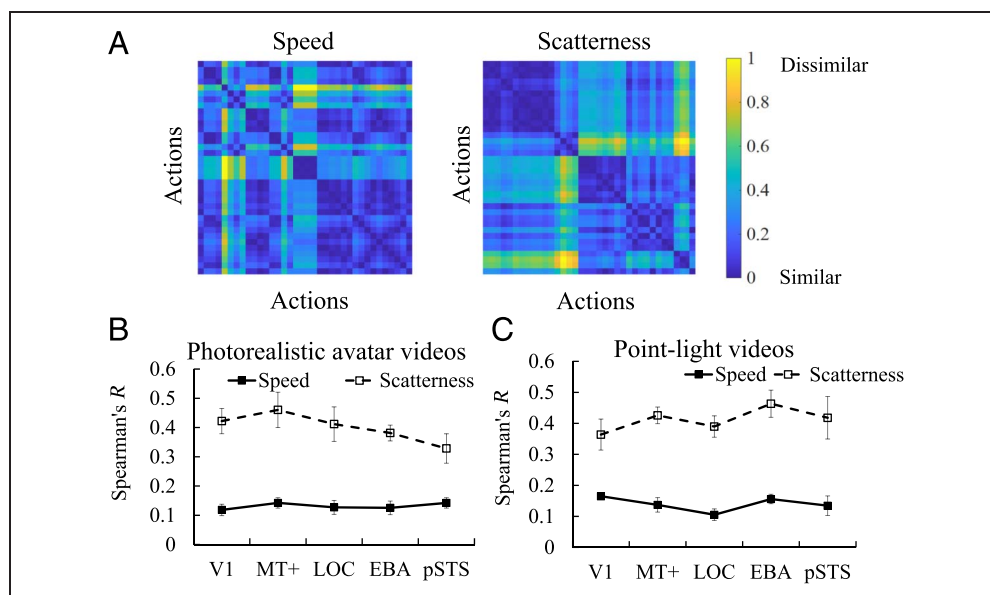 A
Speed
Scatterness
Actions
Actions
Actions
Actions
1
0.8
0.6
0.4
0.2
0
Dissimilar
Similar
B
Photorealistic avatar videos
Speed
Scatterness
Spearman's R
0.6
0.5
0.4
0.3
0.2
0.1
0
V1 MT+ LOC EBA pSTS
C
Point-light videos
Speed
Scatterness
Spearman's R
0.6
0.5
0.4
0.3
0.2
0.1
0
V1 MT+ LOC EBA pSTS